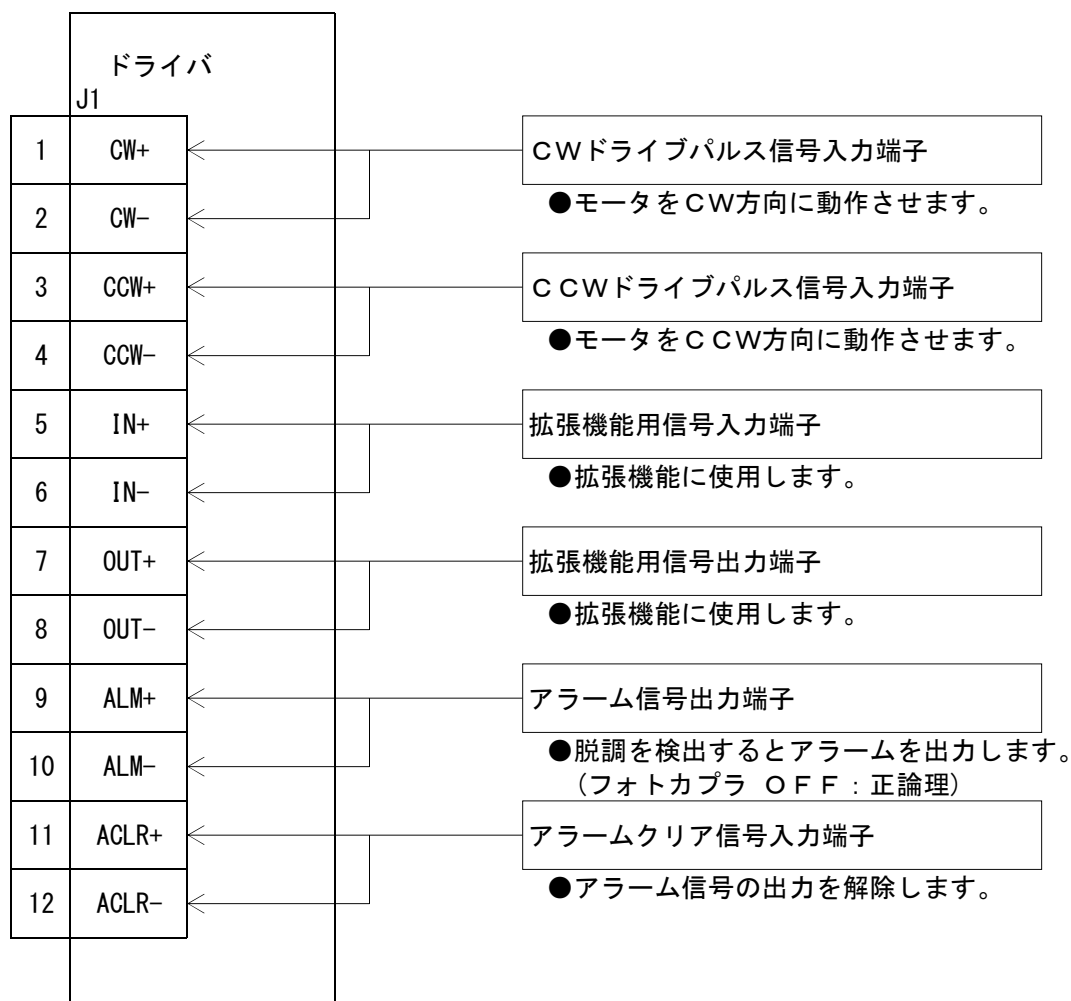 ドライバ
J1
1 CW+
CWドライブパルス信号入力端子
●モータをCW方向に動作させます。
2 CW-
3 CCW+
CCWドライブパルス信号入力端子
●モータをCCW方向に動作させます。
4 CCW-
5 IN+
拡張機能用信号入力端子
●拡張機能に使用します。
6 IN-
7 OUT+
拡張機能用信号出力端子
●拡張機能に使用します。
8 OUT-
9 ALM+
アラーム信号出力端子
●脱調を検出するとアラームを出力します。
10 ALM-
(フォトカプラ OFF:正論理)
11 ACLR+
アラームクリア信号入力端子
●アラーム信号の出力を解除します。
12 ACLR-